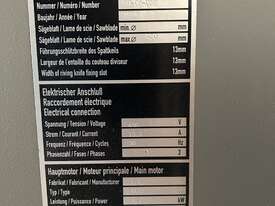 Nummer / Numéro / Number
Baujahr / Année / Year
Sägeblatt / Lame de scie / Sawblade min. ø mm
Sägeblatt / Lame de scie / Sawblade max. ø mm
Führungsschlitzbreite des Spaltkeils 13mm
Largeur de l'entaille du couteau diviseur 13mm
Width of riving knife fixing slot 13mm
Elektrischer Anschluß
Raccordement électrique
Electrical connection
Spannung / Tension / Voltage V
Strom / Courant / Current A
Frequenz / Fréquence / Cycles Hz
Phasenzahl / Fases / Phases 3
Hauptmotor / Moteur principale / Main motor
Fabrikat / Fabricant / Manufacturer
Typ / Type
Leistung / Puissance / Power kW